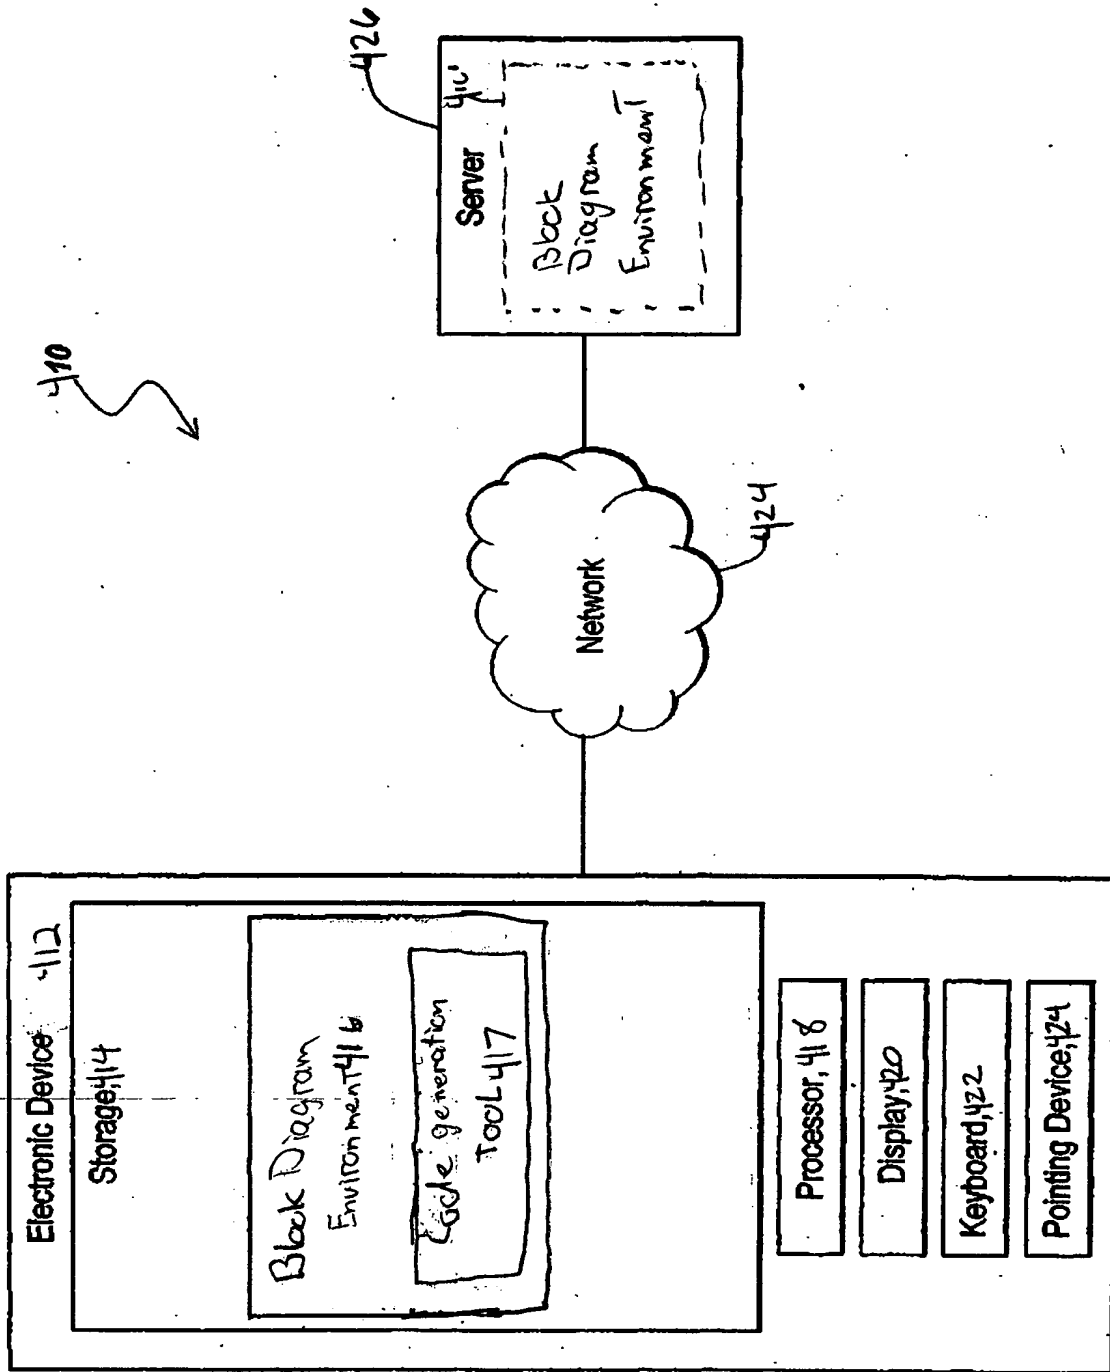 410
Electronic Device 412
Storage,414
Block Diagram
Environment 416
Code generation
TOOL 417
Processor, 418
Display,420
Keyboard,422
Pointing Device,424
Network
424
426
Server
Block
Diagram
Environment